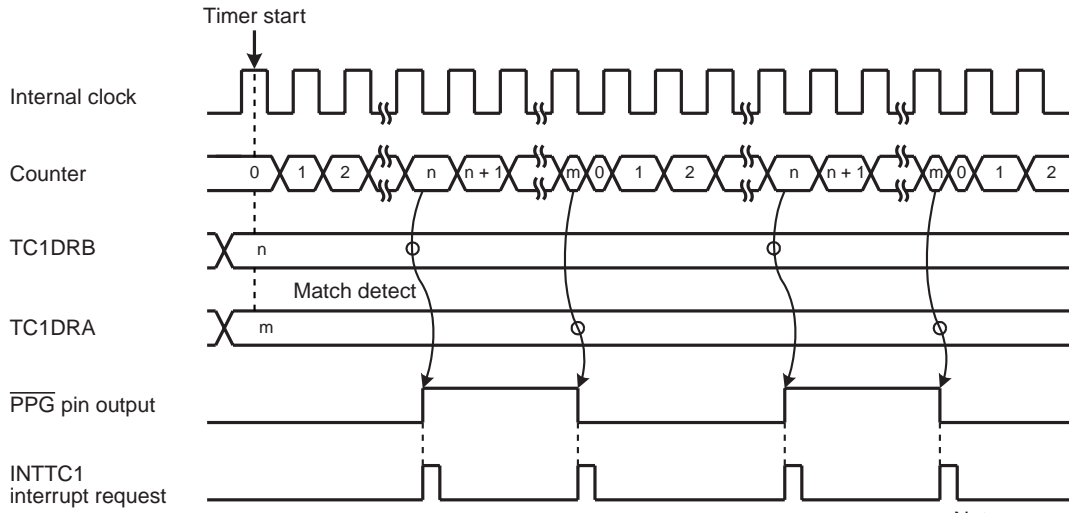 Timer start
Internal clock
Counter 0 1 2 n n + 1 m 0 1 2 n n + 1 m 0 1 2
TC1DRB n
Match detect
TC1DRA m
PPG pin output
INTTC1
interrupt request